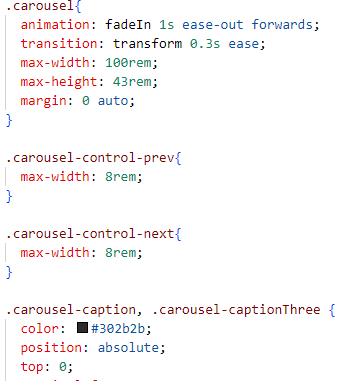 .carousel{
animation: fadeIn 1s ease-out forwards;
transition: transform 0.3s ease;
max-width: 100rem;
max-height: 43rem;
margin: 0 auto;
}
.carousel-control-prev{
max-width: 8rem;
}
.carousel-control-next{
max-width: 8rem;
}
.carousel-caption, .carousel-captionThree {
color: #302b2b;
position: absolute;
top: 0;